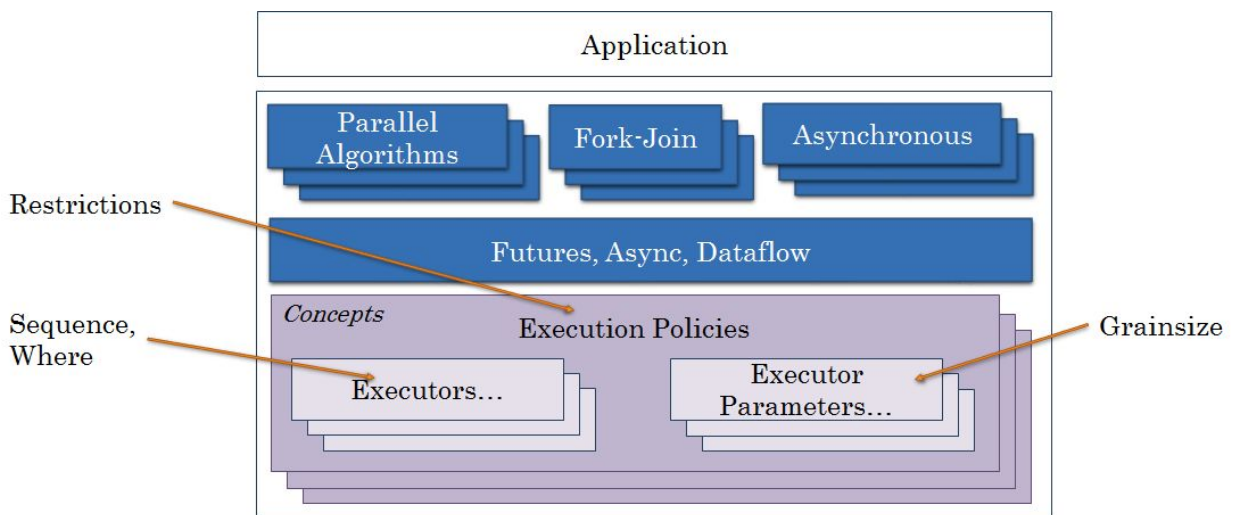 Application
Parallel
Algorithms
Fork-Join
Asynchronous
Restrictions
Futures, Async, Dataflow
Concepts
Execution Policies
Sequence,
Where
Grainsize
Executors…
Executor
Parameters…